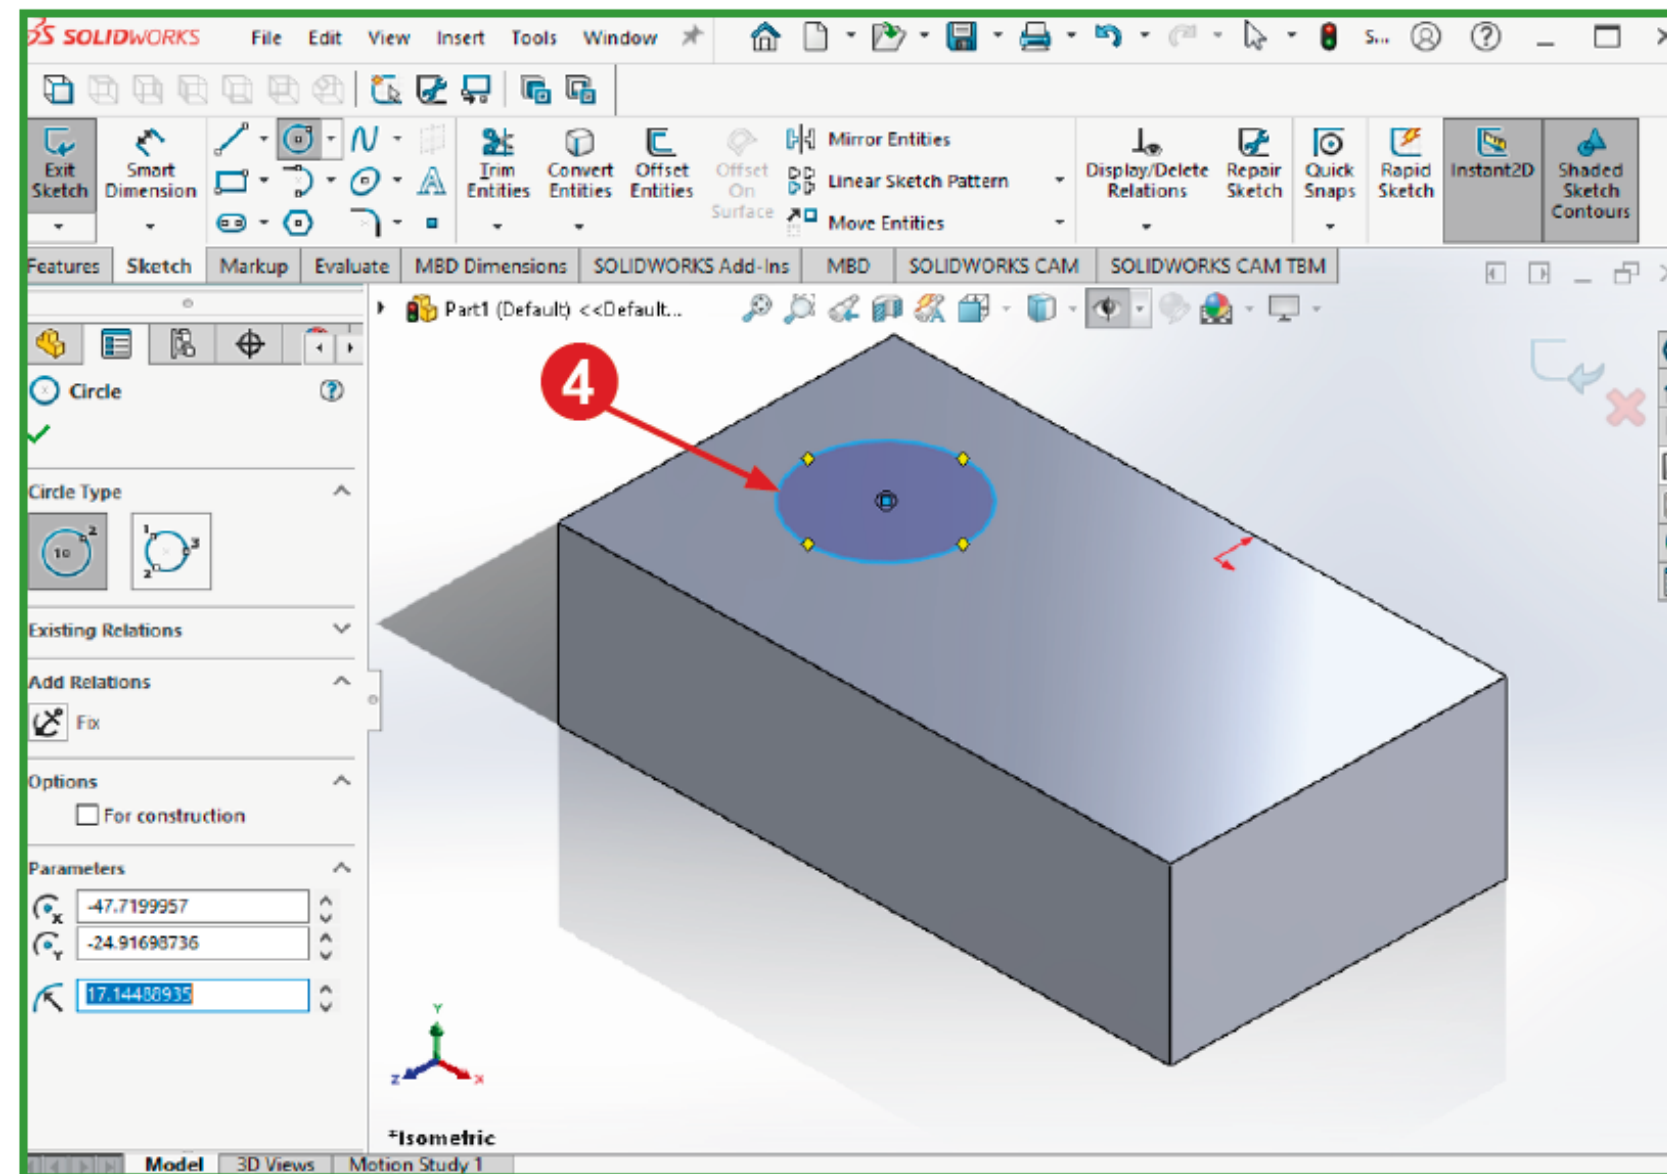 SOLIDWORKS File Edit View Insert Tools Window S...
Exit Sketch
Smart Dimension
Trim Entities
Convert Entities
Offset Entities
Offset On Surface
Mirror Entities
Linear Sketch Pattern
Move Entities
Display/Delete Relations
Repair Sketch
Quick Snaps
Rapid Sketch
Instant2D
Shaded Sketch Contours
Features Sketch Markup Evaluate MBD Dimensions SOLIDWORKS Add-Ins MBD SOLIDWORKS CAM SOLIDWORKS CAM TBM
Part1 (Default) <<Default...
4
Circle
Circle Type
Existing Relations
Add Relations
Fix
Options
For construction
Parameters
X -47.7199957
Y -24.91698736
17.14488935
Y
Z X
*Isometric
Model 3D Views Motion Study 1